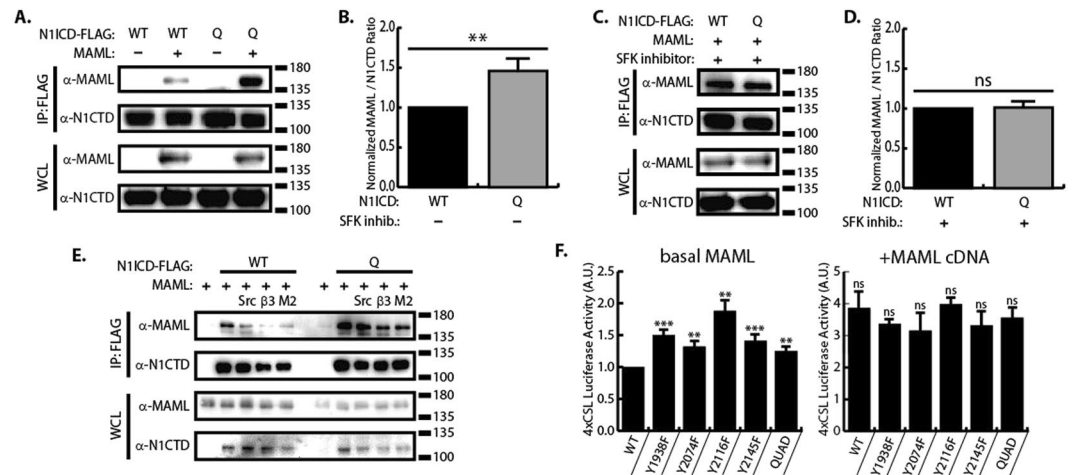 A.
N1ICD-FLAG: WT WT Q Q
MAML: – + – +
IP:FLAG
α-MAML
180
135
α-N1CTD
135
100
WCL
α-MAML
180
135
α-N1CTD
135
100
B.
Normalized MAML / N1CTD Ratio
2.0
1.5
1.0
0.5
0.0
**
N1ICD: WT Q
SFK inhib.: – –
C.
N1ICD-FLAG: WT Q
MAML: + +
SFK inhibitor: + +
IP:FLAG
α-MAML
180
135
α-N1CTD
135
100
WCL
α-MAML
180
135
α-N1CTD
135
100
D.
Normalized MAML / N1CTD Ratio
2.0
1.5
1.0
0.5
0.0
ns
N1ICD: WT Q
SFK inhib.: + +
E.
N1ICD-FLAG: WT Q
MAML: + + + + + + + + + +
Src β3 M2 Src β3 M2
IP:FLAG
α-MAML
180
135
α-N1CTD
135
100
WCL
α-MAML
180
135
α-N1CTD
135
100
F.
basal MAML
4xCSL Luciferase Activity (A.U.)
2.5
2.0
1.5
1.0
0.5
0.0
*** ** ** *** **
WT Y1938F Y2074F Y2116F Y2145F QUAD
+MAML cDNA
4xCSL Luciferase Activity (A.U.)
5
4
3
2
1
0
ns ns ns ns ns ns
WT Y1938F Y2074F Y2116F Y2145F QUAD